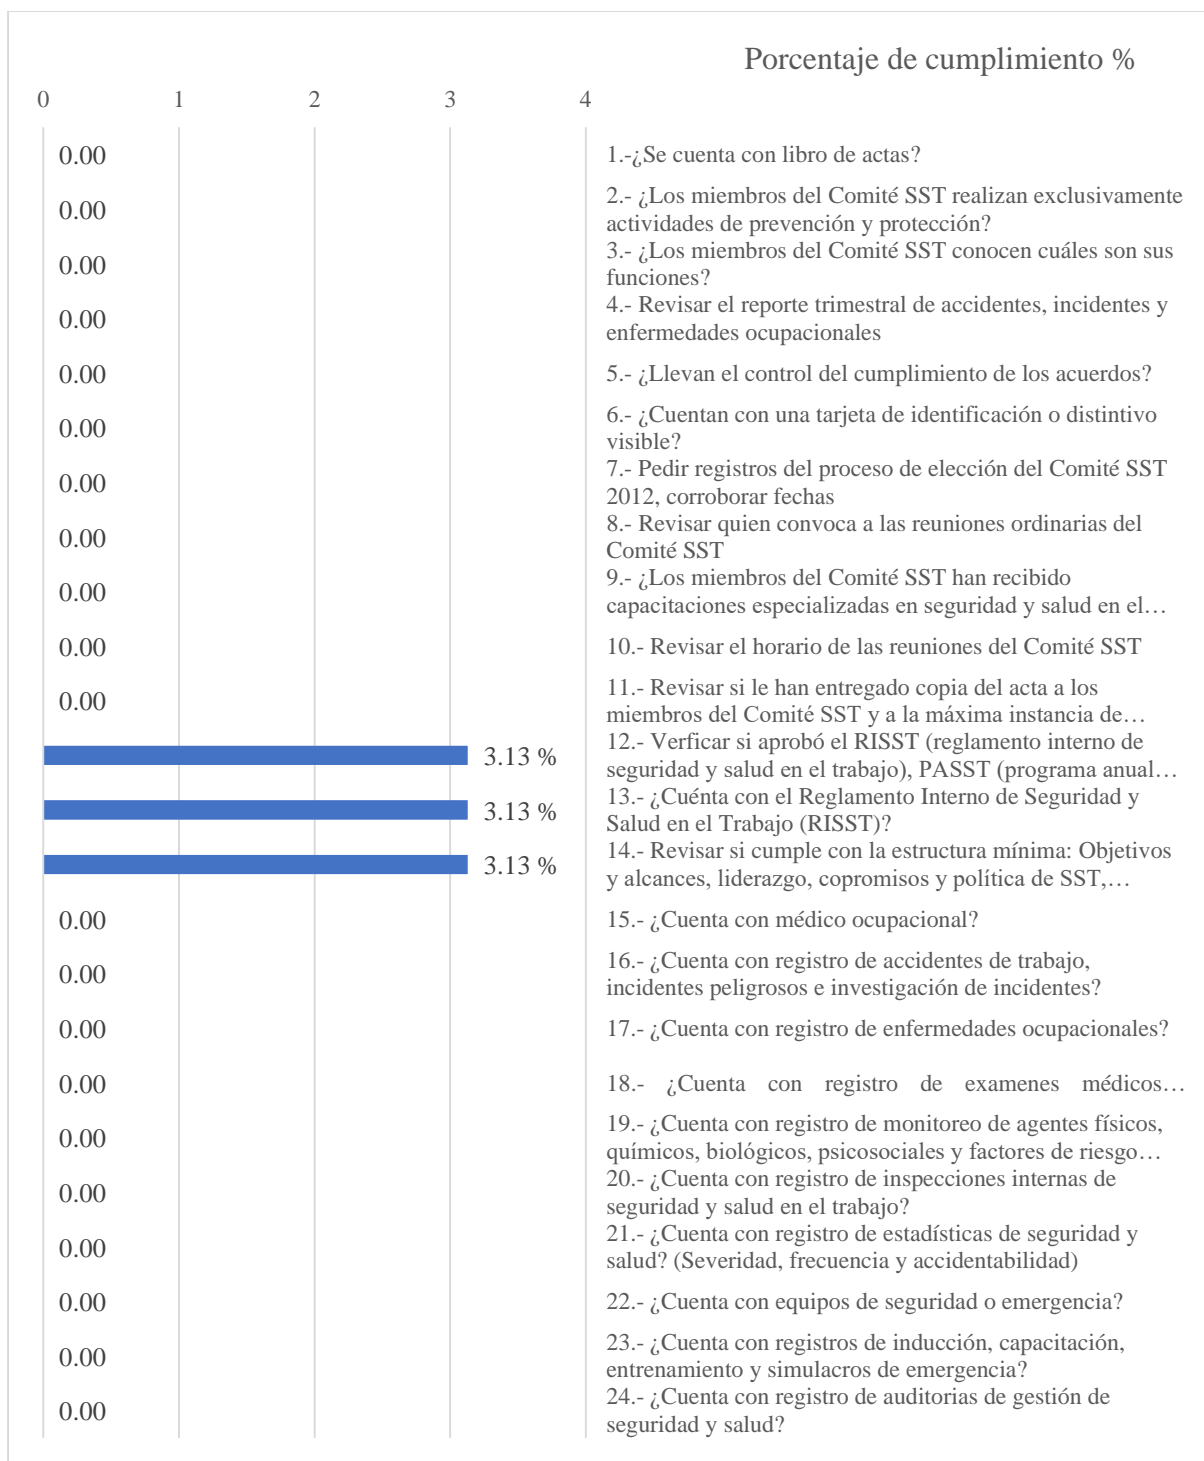 Porcentaje de cumplimiento %
0 1 2 3 4
0.00 1.-¿Se cuenta con libro de actas?
0.00 2.- ¿Los miembros del Comité SST realizan exclusivamente
actividades de prevención y protección?
0.00 3.- ¿Los miembros del Comité SST conocen cuáles son sus
funciones?
0.00 4.- Revisar el reporte trimestral de accidentes, incidentes y
enfermedades ocupacionales
0.00 5.- ¿Llevan el control del cumplimiento de los acuerdos?
0.00 6.- ¿Cuentan con una tarjeta de identificación o distintivo
visible?
0.00 7.- Pedir registros del proceso de elección del Comité SST
2012, corroborar fechas
0.00 8.- Revisar quien convoca a las reuniones ordinarias del
Comité SST
0.00 9.- ¿Los miembros del Comité SST han recibido
capacitaciones especializadas en seguridad y salud en el…
0.00 10.- Revisar el horario de las reuniones del Comité SST
0.00 11.- Revisar si le han entregado copia del acta a los
miembros del Comité SST y a la máxima instancia de…
3.13 % 12.- Verficar si aprobó el RISST (reglamento interno de
seguridad y salud en el trabajo), PASST (programa anual…
3.13 % 13.- ¿Cuénta con el Reglamento Interno de Seguridad y
Salud en el Trabajo (RISST)?
3.13 % 14.- Revisar si cumple con la estructura mínima: Objetivos
y alcances, liderazgo, copromisos y política de SST,…
0.00 15.- ¿Cuenta con médico ocupacional?
0.00 16.- ¿Cuenta con registro de accidentes de trabajo,
incidentes peligrosos e investigación de incidentes?
0.00 17.- ¿Cuenta con registro de enfermedades ocupacionales?
0.00 18.- ¿Cuenta con registro de examenes médicos…
0.00 19.- ¿Cuenta con registro de monitoreo de agentes físicos,
químicos, biológicos, psicosociales y factores de riesgo…
0.00 20.- ¿Cuenta con registro de inspecciones internas de
seguridad y salud en el trabajo?
0.00 21.- ¿Cuenta con registro de estadísticas de seguridad y
salud? (Severidad, frecuencia y accidentabilidad)
0.00 22.- ¿Cuenta con equipos de seguridad o emergencia?
0.00 23.- ¿Cuenta con registros de inducción, capacitación,
entrenamiento y simulacros de emergencia?
0.00 24.- ¿Cuenta con registro de auditorias de gestión de
seguridad y salud?